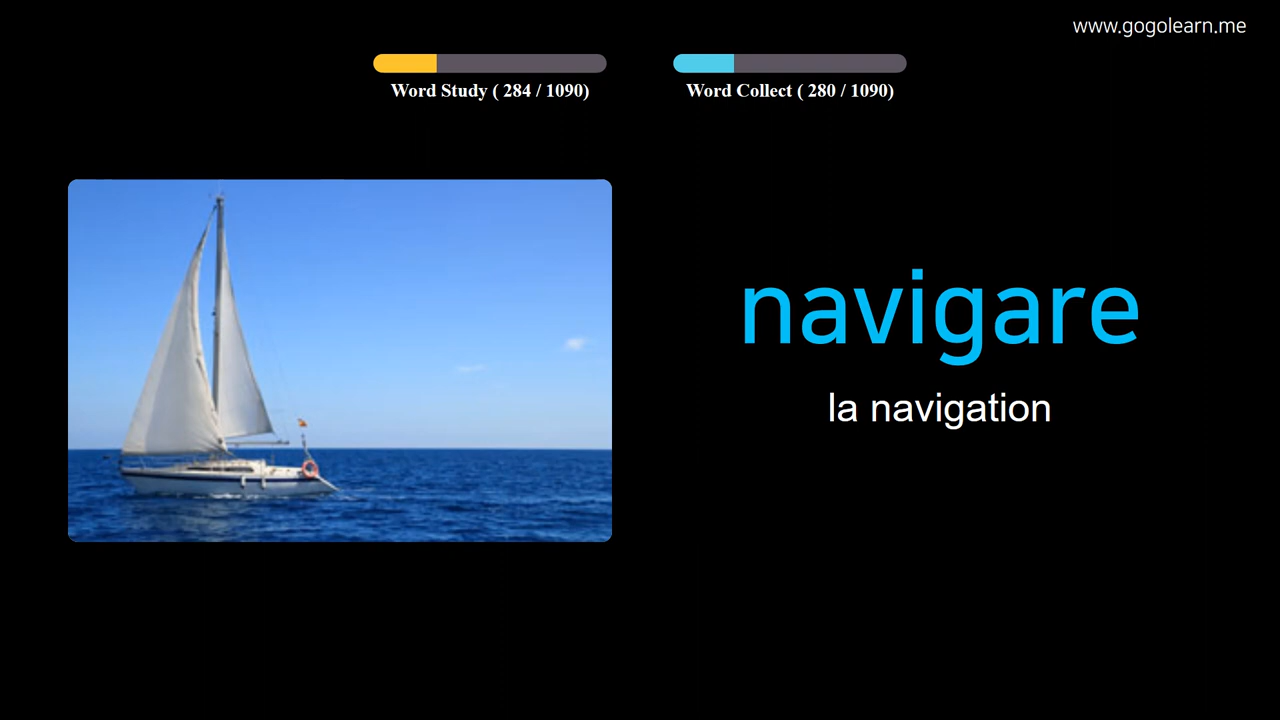 www.gogolearn.me
Word Study ( 284 / 1090)
Word Collect ( 280 / 1090)
navigare
la navigation